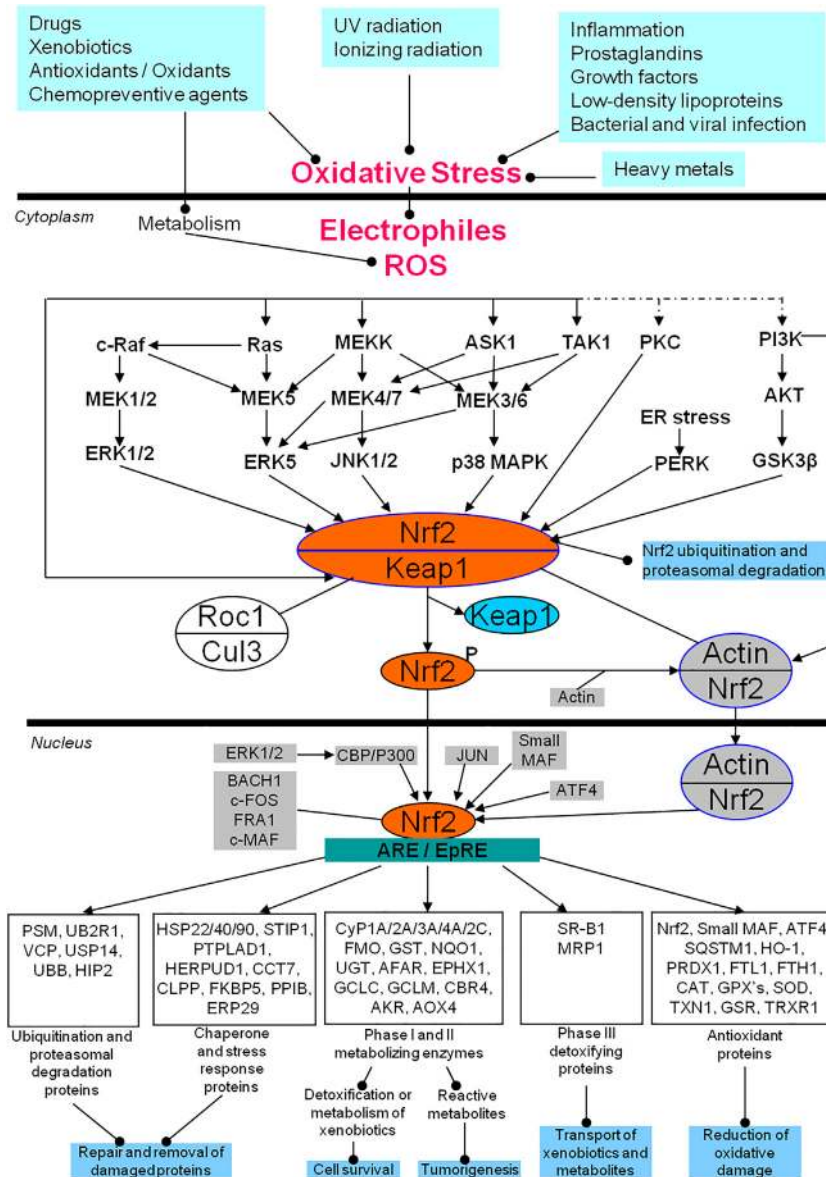 Drugs
Xenobiotics
Antioxidants / Oxidants
Chemopreventive agents
UV radiation
Ionizing radiation
Inflammation
Prostaglandins
Growth factors
Low-density lipoproteins
Bacterial and viral infection
Oxidative Stress
Heavy metals
Cytoplasm
Metabolism
Electrophiles
ROS
c-Raf
Ras
MEKK
ASK1
TAK1
PKC
PI3K
MEK1/2
MEK5
MEK4/7
MEK3/6
AKT
ER stress
ERK1/2
ERK5
JNK1/2
p38 MAPK
PERK
GSK3β
Nrf2
Keap1
Nrf2 ubiquitination and
proteasomal degradation
Roc1
Cul3
Keap1
Nrf2
P
Actin
Actin
Nrf2
Nucleus
ERK1/2
CBP/P300
JUN
Small
MAF
ATF4
BACH1
c-FOS
FRA1
c-MAF
Actin
Nrf2
Nrf2
ARE / EpRE
PSM, UB2R1,
VCP, USP14,
UBB, HIP2
HSP22/40/90, STIP1,
PTPLAD1,
HERPUD1, CCT7,
CLPP, FKBP5, PPIB,
ERP29
CyP1A/2A/3A/4A/2C,
FMO, GST, NQO1,
UGT, AFAR, EPHX1,
GCLC, GCLM, CBR4,
AKR, AOX4
SR-B1
MRP1
Nrf2, Small MAF, ATF4
SQSTM1, HO-1,
PRDX1, FTL1, FTH1,
CAT, GPX's, SOD,
TXN1, GSR, TRXR1
Ubiquitination and
proteasomal
degradation
proteins
Chaperone
and stress
response
proteins
Phase I and II
metabolizing enzymes
Phase III
detoxifying
proteins
Antioxidant
proteins
Detoxification or
metabolism of
xenobiotics
Reactive
metabolites
Repair and removal of
damaged proteins
Cell survival
Tumorigenesis
Transport of
xenobiotics and
metabolites
Reduction of
oxidative
damage